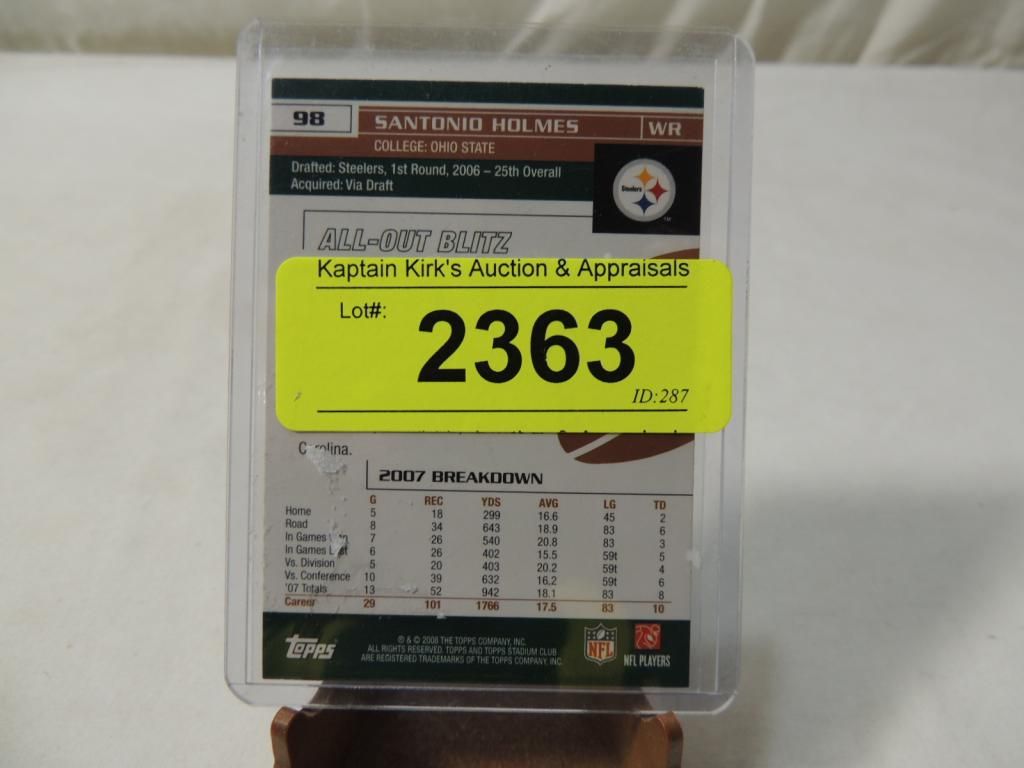 98 SANTONIO HOLMES WR
COLLEGE: OHIO STATE
Drafted: Steelers, 1st Round, 2006 – 25th Overall
Acquired: Via Draft
Steelers
TM
ALL-OUT BLITZ
Kaptain Kirk's Auction & Appraisals
Lot#:
2363
ID:287
Carolina.
2007 BREAKDOWN
G REC YDS AVG LG TD
Home 5 18 299 16.6 45 2
Road 8 34 643 18.9 83 6
In Games 7 26 540 20.8 83 3
In Games 6 26 402 15.5 59t 5
Vs. Division 5 20 403 20.2 59t 4
Vs. Conference 10 39 632 16.2 59t 6
'07 Totals 13 52 942 18.1 83 8
Career 29 101 1766 17.5 83 10
topps
® & © 2008 THE TOPPS COMPANY, INC.
ALL RIGHTS RESERVED. TOPPS AND TOPPS STADIUM CLUB
ARE REGISTERED TRADEMARKS OF THE TOPPS COMPANY, INC.
NFL
NFL PLAYERS